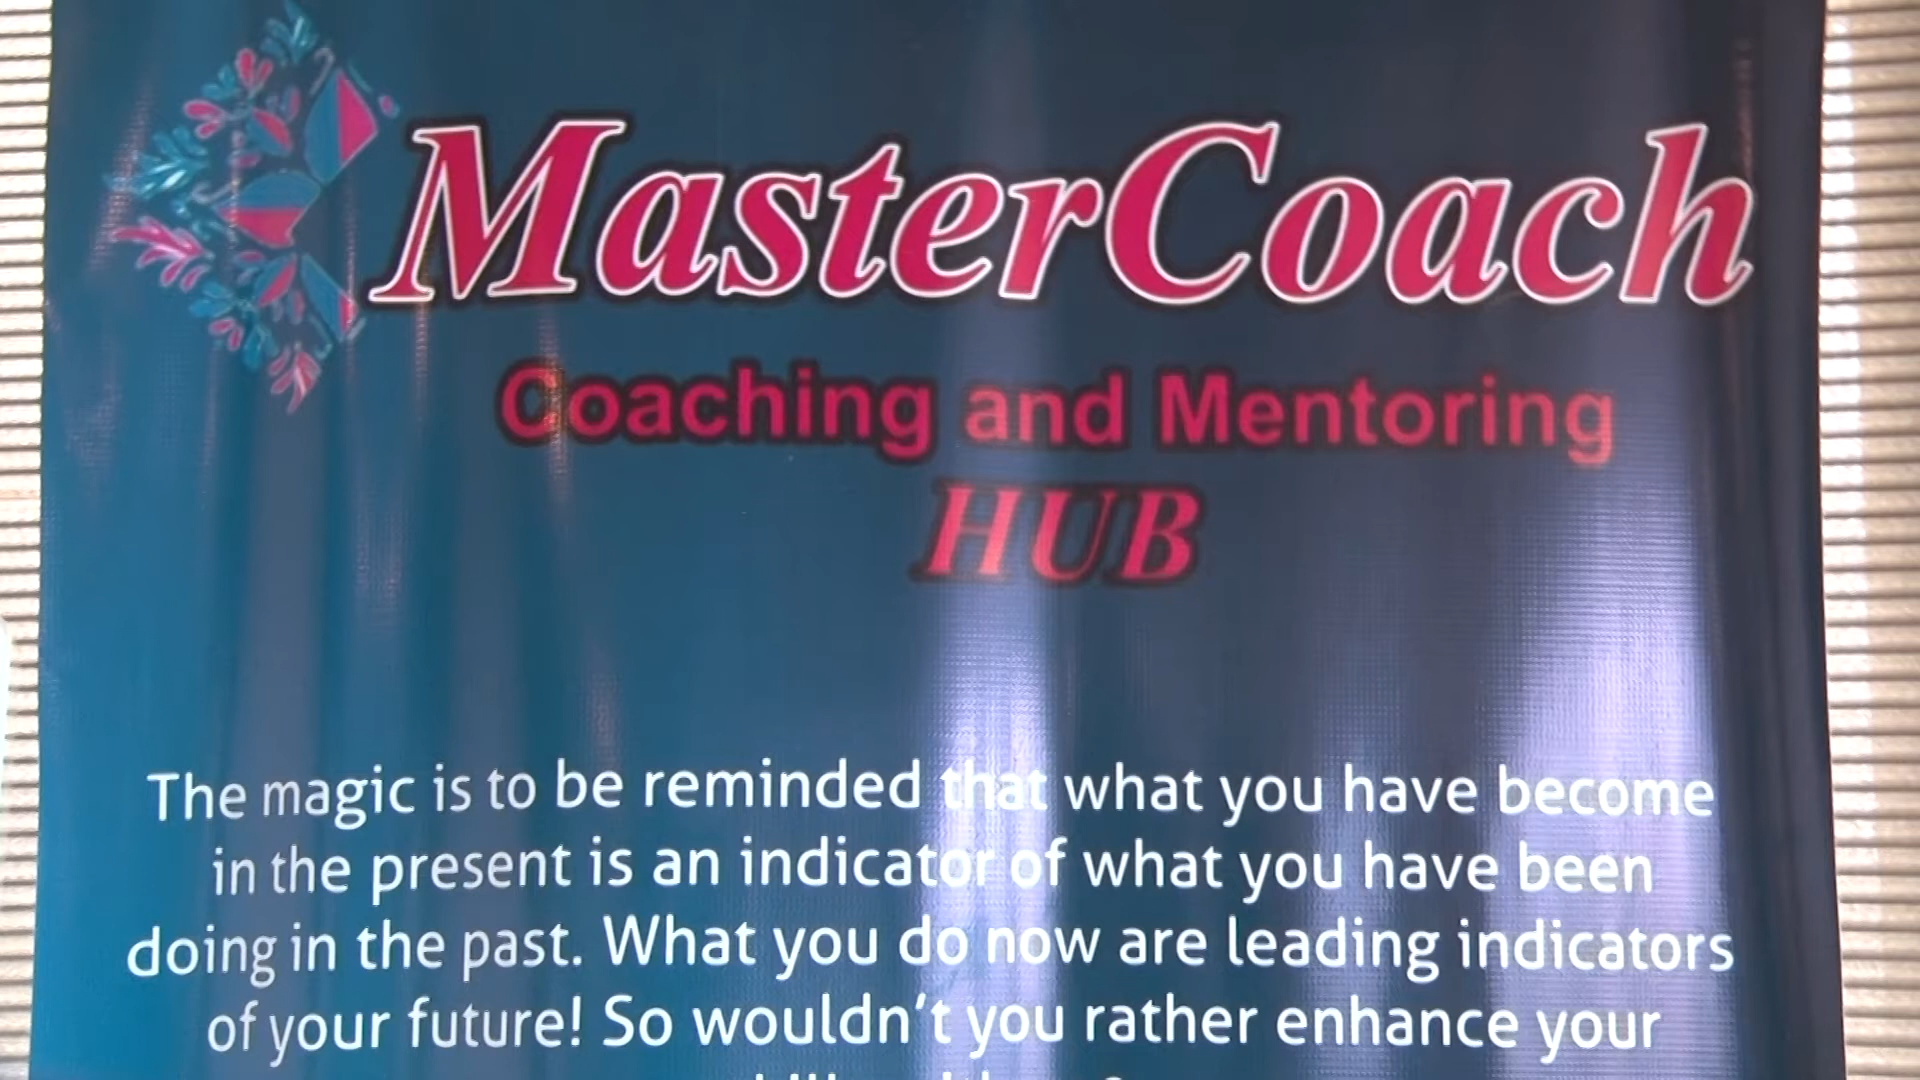 MasterCoach
Coaching and Mentoring
HUB
The magic is to be reminded that what you have become
in the present is an indicator of what you have been
doing in the past. What you do now are leading indicators
of your future! So wouldn't you rather enhance your